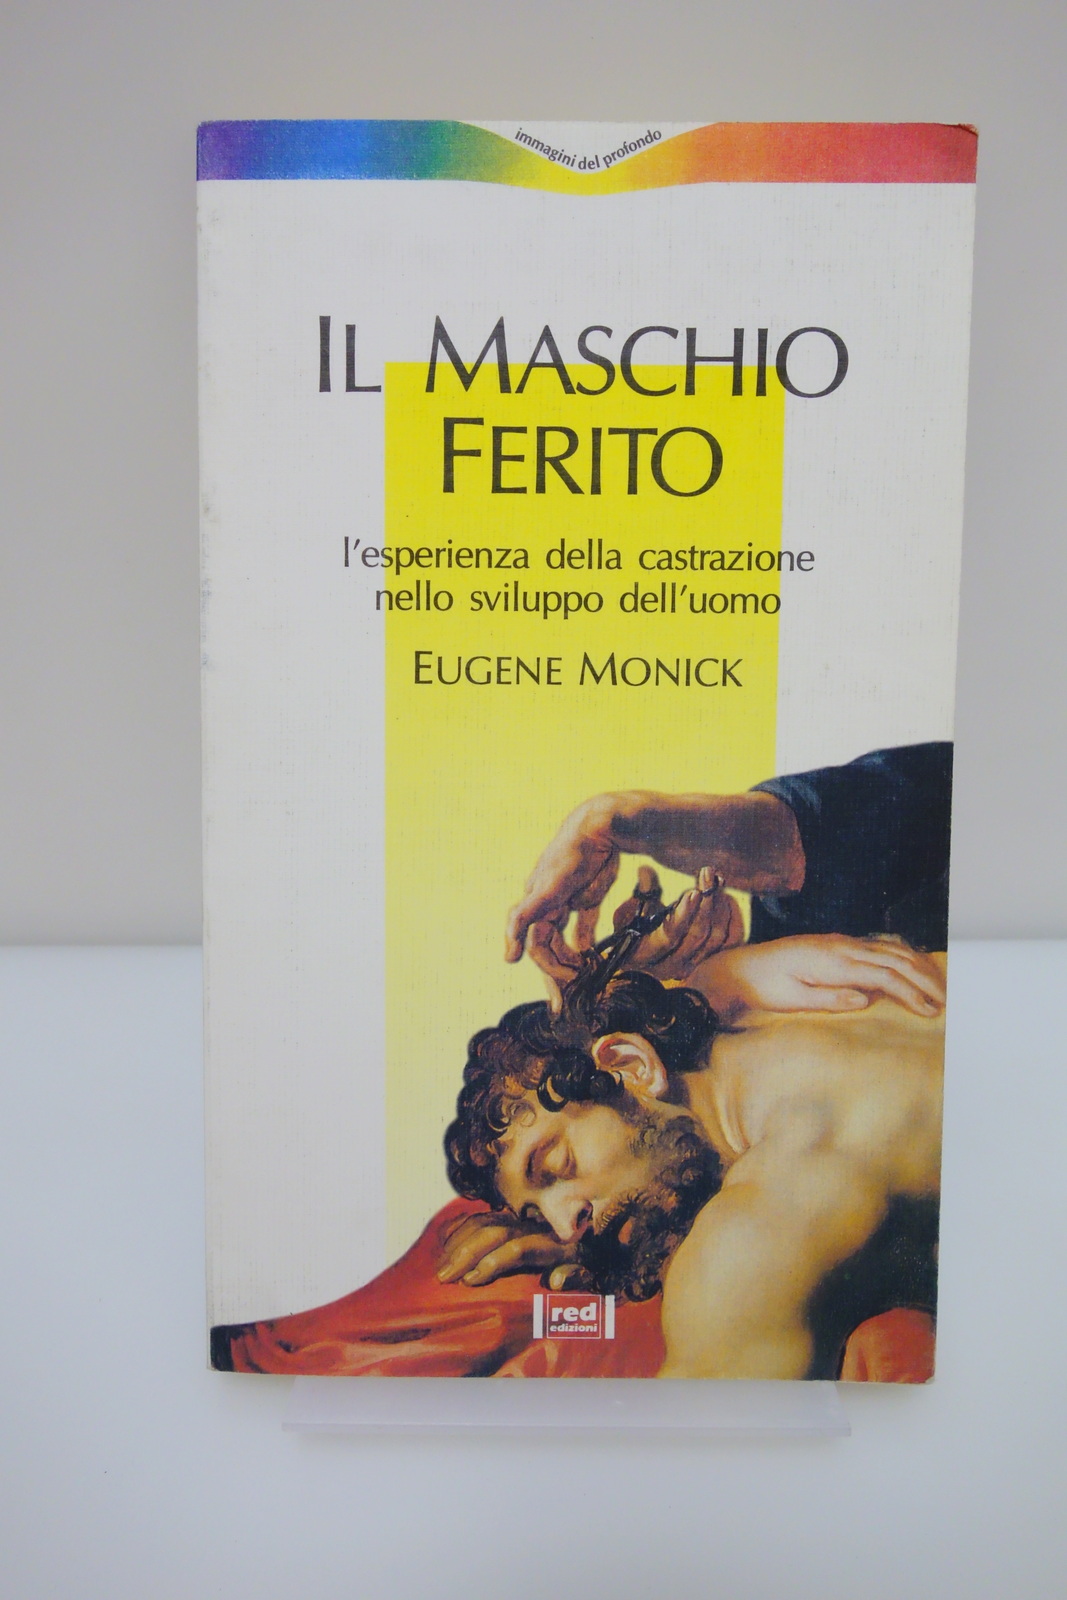 immagini del profondo
IL MASCHIO
FERITO
l'esperienza della castrazione
nello sviluppo dell'uomo
EUGENE MONICK
red
edizioni